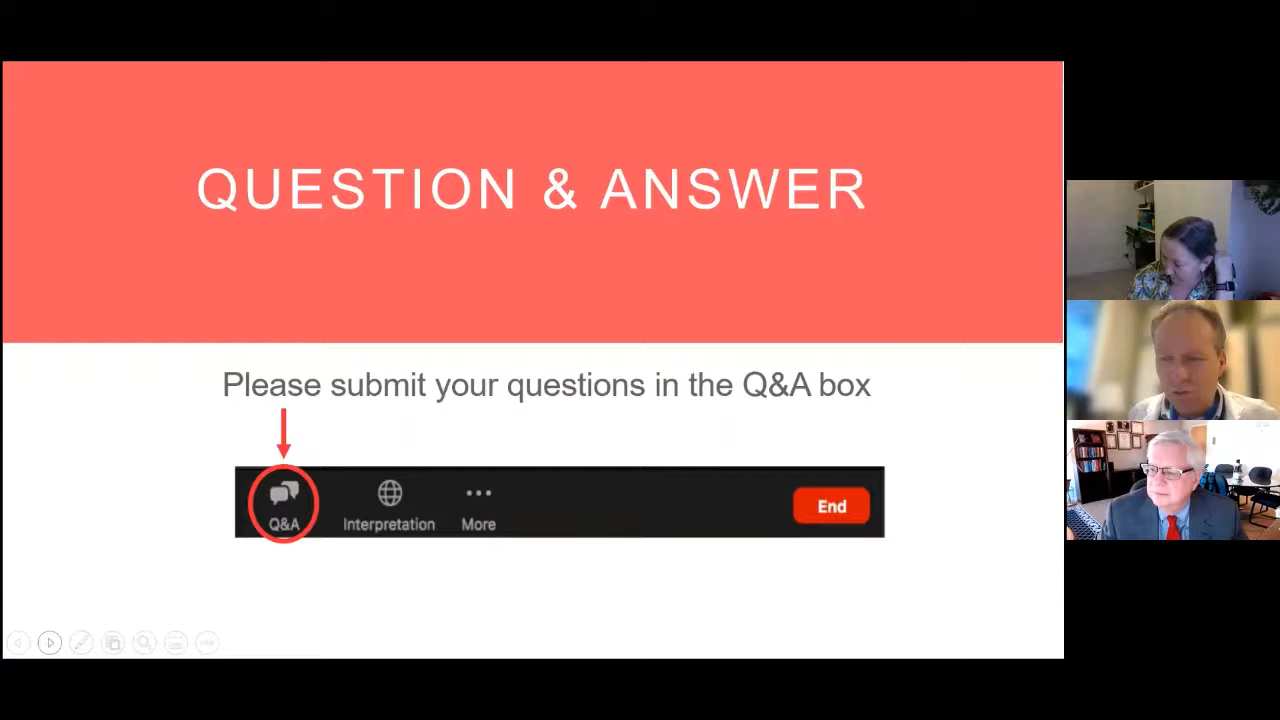 QUESTION & ANSWER
Please submit your questions in the Q&A box
Q&A
Interpretation
More
End